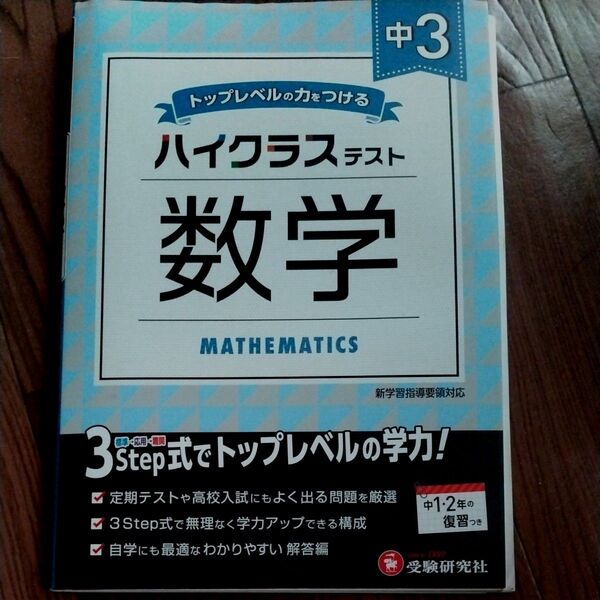 中3
トップレベルの力をつける
ハイクラステスト
数学
MATHEMATICS
新学習指導要領対応
標準 応用 難関
3Step式でトップレベルの学力!
定期テストや高校入試にもよく出る問題を厳選
3Step式で無理なく学力アップできる構成
自学にも最適なわかりやすい解答編
中1・2年の
復習つき
受験研究社